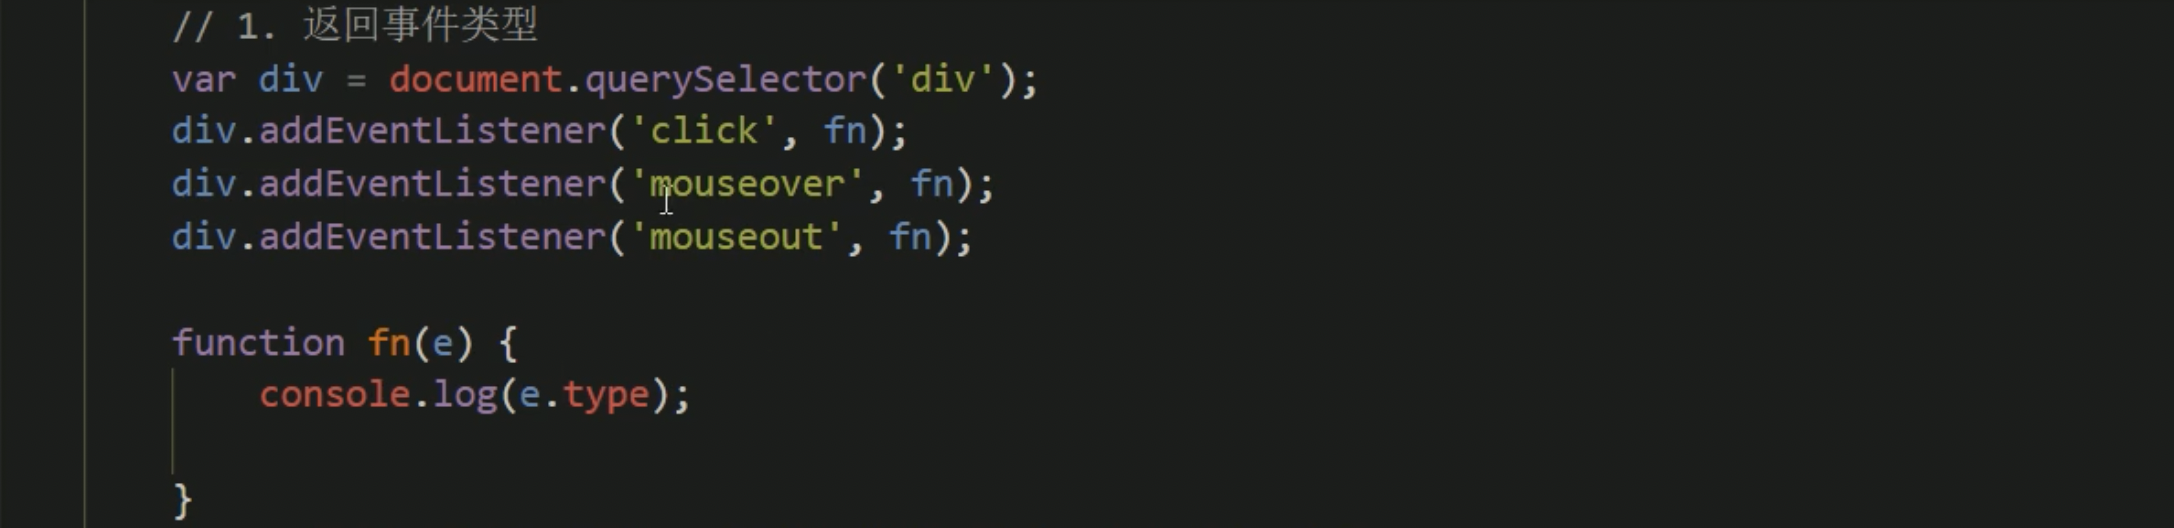 // 1. 返回事件类型
var div = document.querySelector('div');
div.addEventListener('click', fn);
div.addEventListener('mouseover', fn);
div.addEventListener('mouseout', fn);
function fn(e) {
console.log(e.type);
}